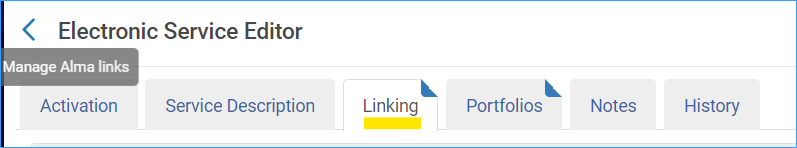 Electronic Service Editor
Manage Alma links
Activation Service Description Linking Portfolios Notes History